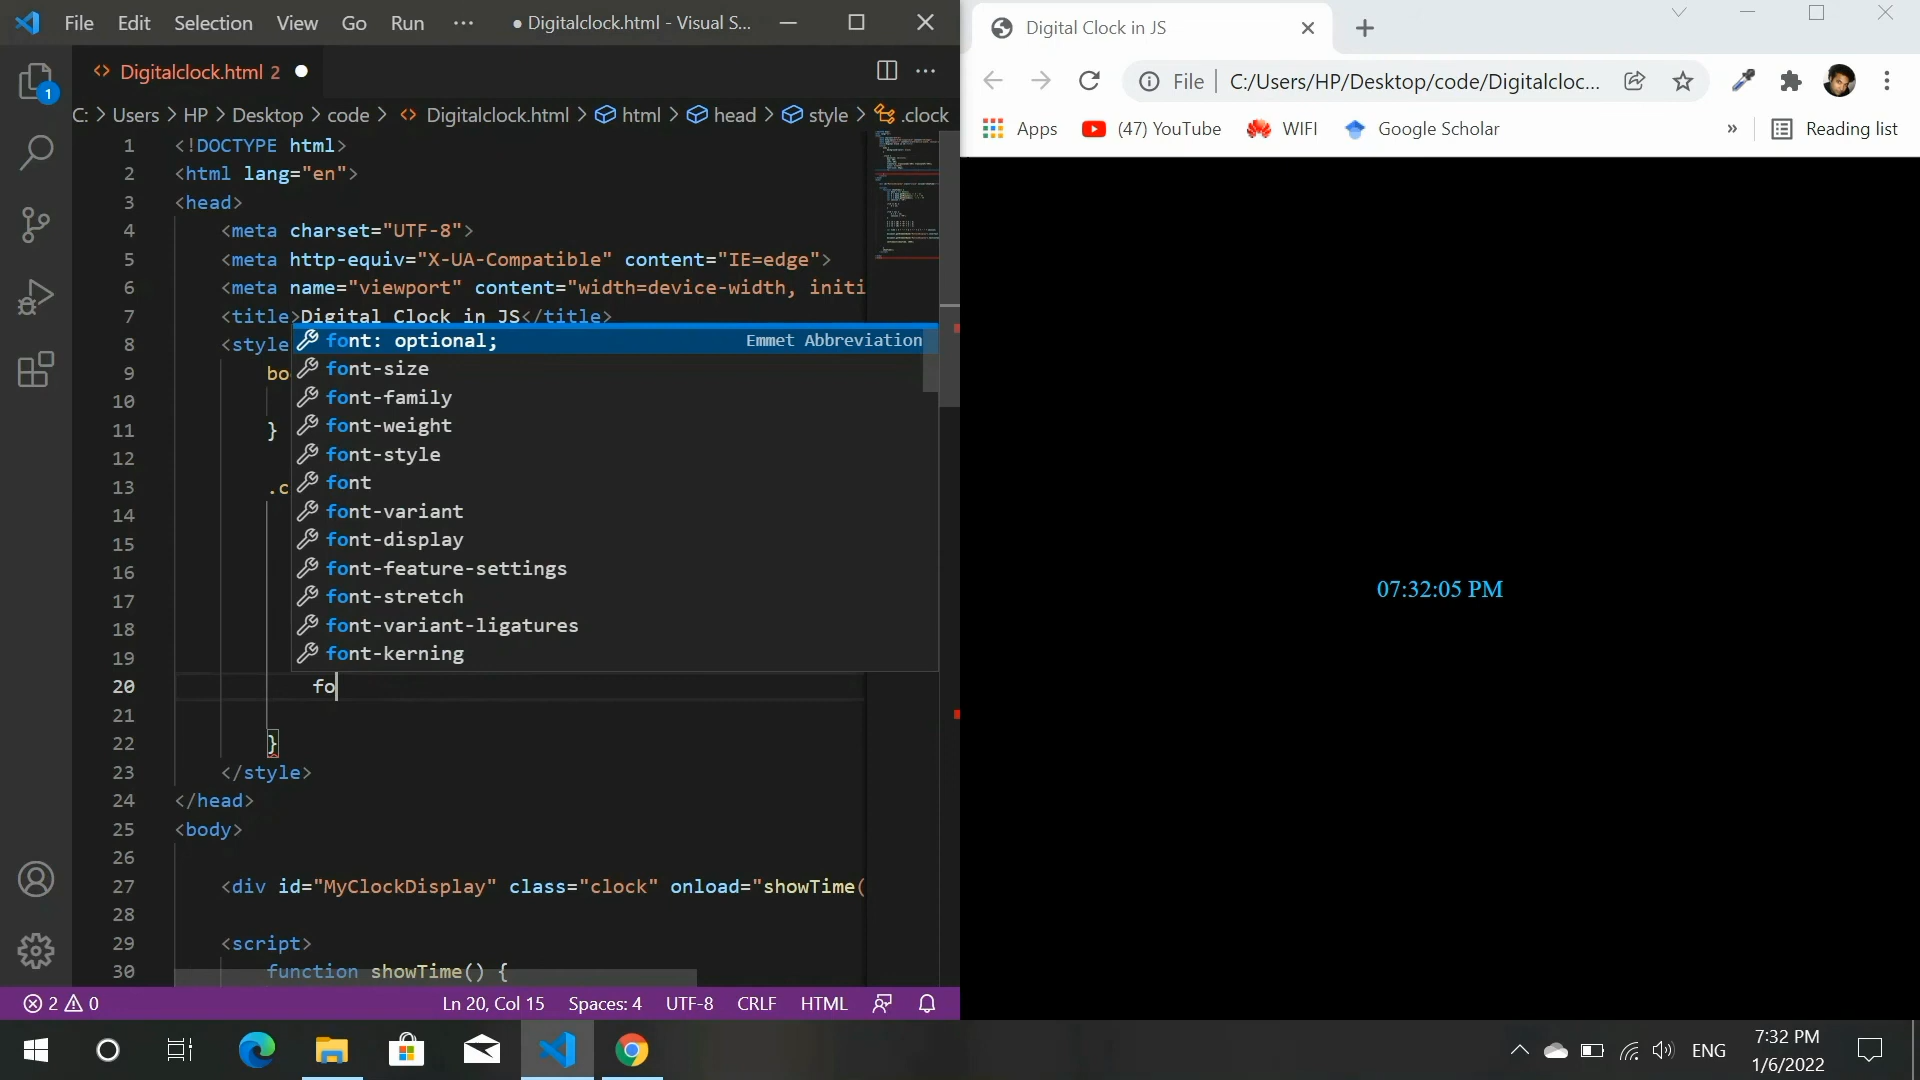 File Edit Selection View Go Run ··· ● Digitalclock.html - Visual S...
Digitalclock.html 2
1
C: > Users > HP > Desktop > code > Digitalclock.html > html > head > style > .clock
1 <!DOCTYPE html>
2 <html lang="en">
3 <head>
4 <meta charset="UTF-8">
5 <meta http-equiv="X-UA-Compatible" content="IE=edge">
6 <meta name="viewport" content="width=device-width, initi
7 <title>Digital Clock in JS</title>
8 <style
font: optional; Emmet Abbreviation
font-size
9 bo
font-family
10
font-weight
11 }
font-style
12
font
13 .c
font-variant
14
font-display
15
font-feature-settings
16
font-stretch
17
font-variant-ligatures
18
font-kerning
19
20 fo
21
22 }
23 </style>
24 </head>
25 <body>
26
27 <div id="MyClockDisplay" class="clock" onload="showTime(
28
29 <script>
30 function showTime() {
2 0 Ln 20, Col 15 Spaces: 4 UTF-8 CRLF HTML
Digital Clock in JS
File C:/Users/HP/Desktop/code/Digitalcloc...
Apps (47) YouTube WIFI Google Scholar » Reading list
07:32:05 PM
ENG
7:32 PM
1/6/2022